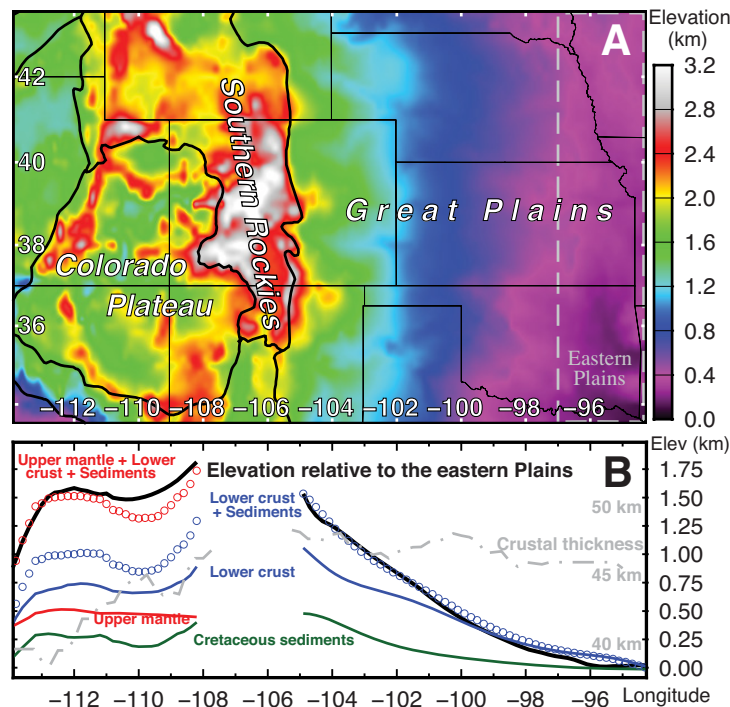 Elevation
(km)
A
3.2
2.8
2.4
2.0
1.6
1.2
0.8
0.4
0.0
42
40
38
36
Southern Rockies
Great Plains
Colorado
Plateau
Eastern
Plains
−112 −110 −108 −106 −104 −102 −100 −98 −96
Elev (km)
B
Upper mantle + Lower
crust + Sediments
Elevation relative to the eastern Plains
Lower crust
+ Sediments
50 km
Crustal thickness
45 km
Lower crust
Upper mantle
Cretaceous sediments
40 km
1.75
1.50
1.25
1.00
0.75
0.50
0.25
0.00
−112 −110 −108 −106 −104 −102 −100 −98 −96 Longitude